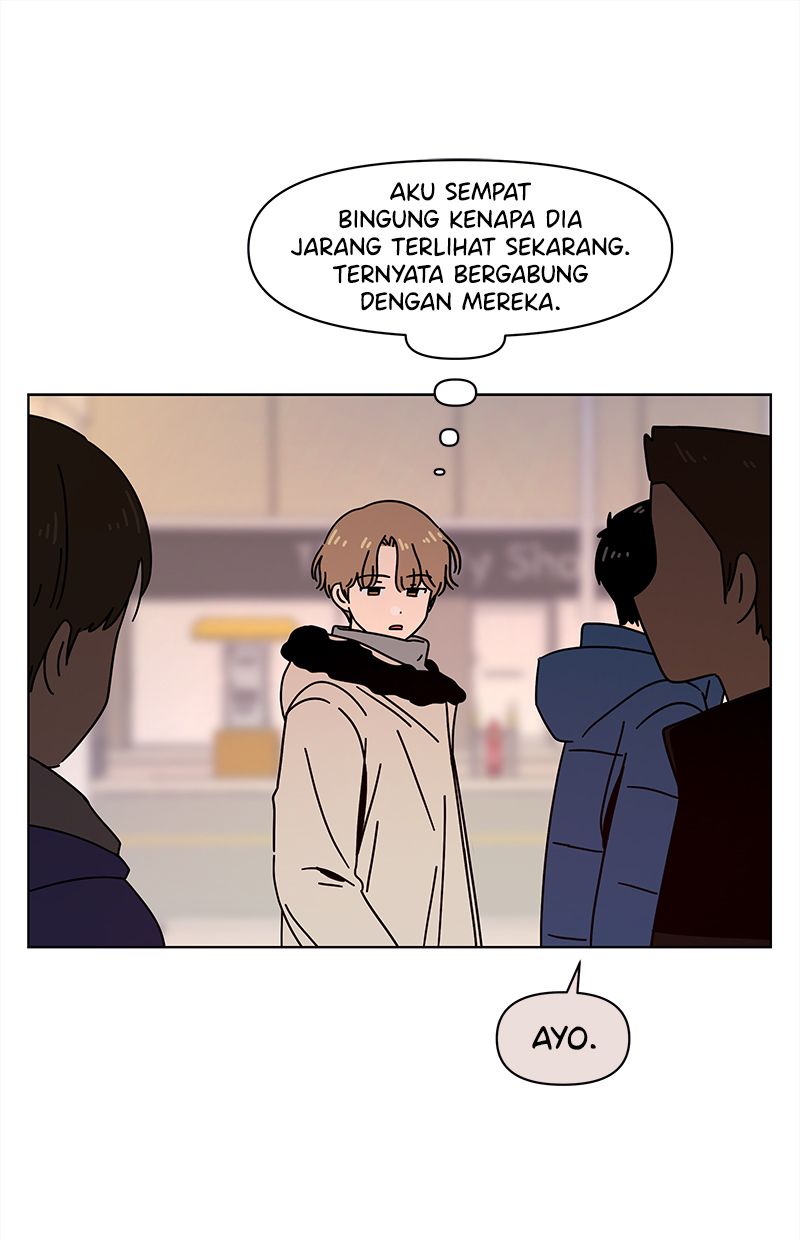 AKU SEMPAT
BINGUNG KENAPA DIA
JARANG TERLIHAT SEKARANG.
TERNYATA BERGABUNG
DENGAN MEREKA.
AYO.